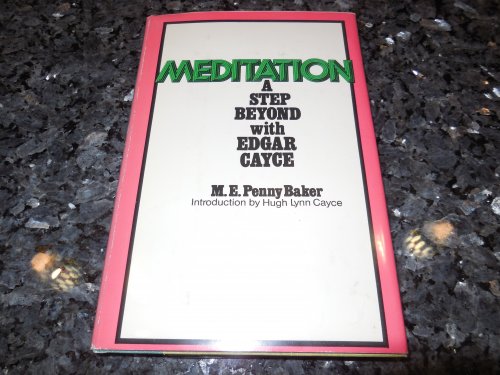 MEDITATION
A
STEP
BEYOND
with
EDGAR
CAYCE
M. E. Penny Baker
Introduction by Hugh Lynn Cayce